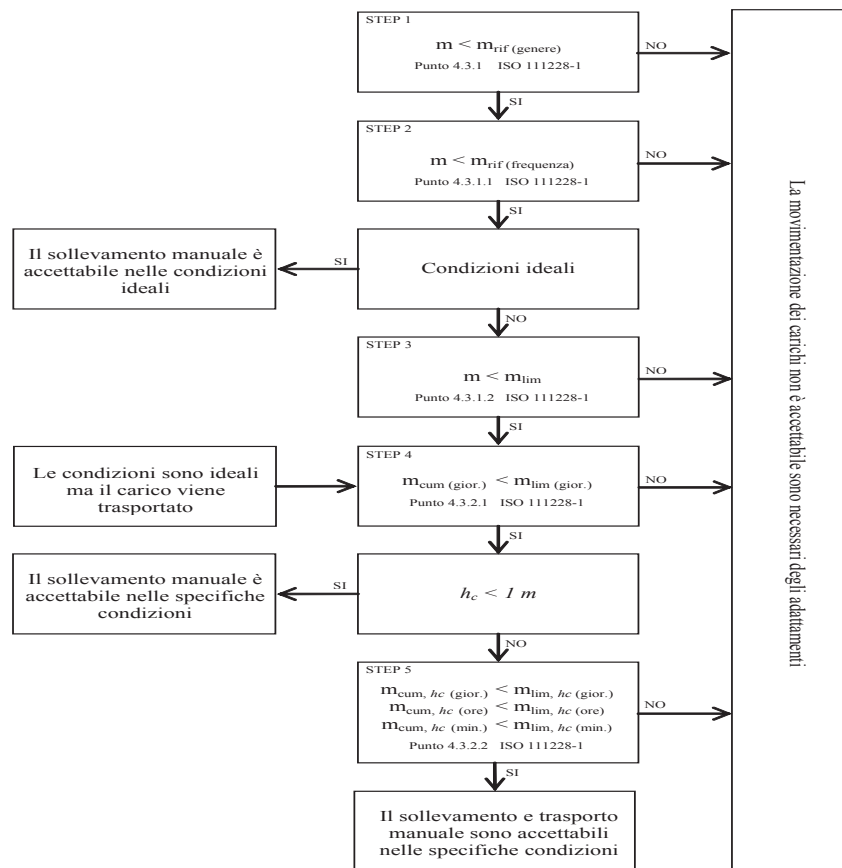 STEP 1
m < mrif (genere)
Punto 4.3.1 ISO 111228-1
NO
SI
STEP 2
m < mrif (frequenza)
Punto 4.3.1.1 ISO 111228-1
NO
SI
Il sollevamento manuale è
accettabile nelle condizioni
ideali
SI
Condizioni ideali
NO
STEP 3
m < mlim
Punto 4.3.1.2 ISO 111228-1
NO
SI
Le condizioni sono ideali
ma il carico viene
trasportato
STEP 4
mcum (gior.) < mlim (gior.)
Punto 4.3.2.1 ISO 111228-1
NO
SI
Il sollevamento manuale è
accettabile nelle specifiche
condizioni
SI
hc < 1 m
NO
STEP 5
mcum, hc (gior.) < mlim, hc (gior.)
mcum, hc (ore) < mlim, hc (ore)
mcum, hc (min.) < mlim, hc (min.)
Punto 4.3.2.2 ISO 111228-1
NO
SI
Il sollevamento e trasporto
manuale sono accettabili
nelle specifiche condizioni
La movimentazione dei carichi non è accettabile sono necessari degli adattamenti